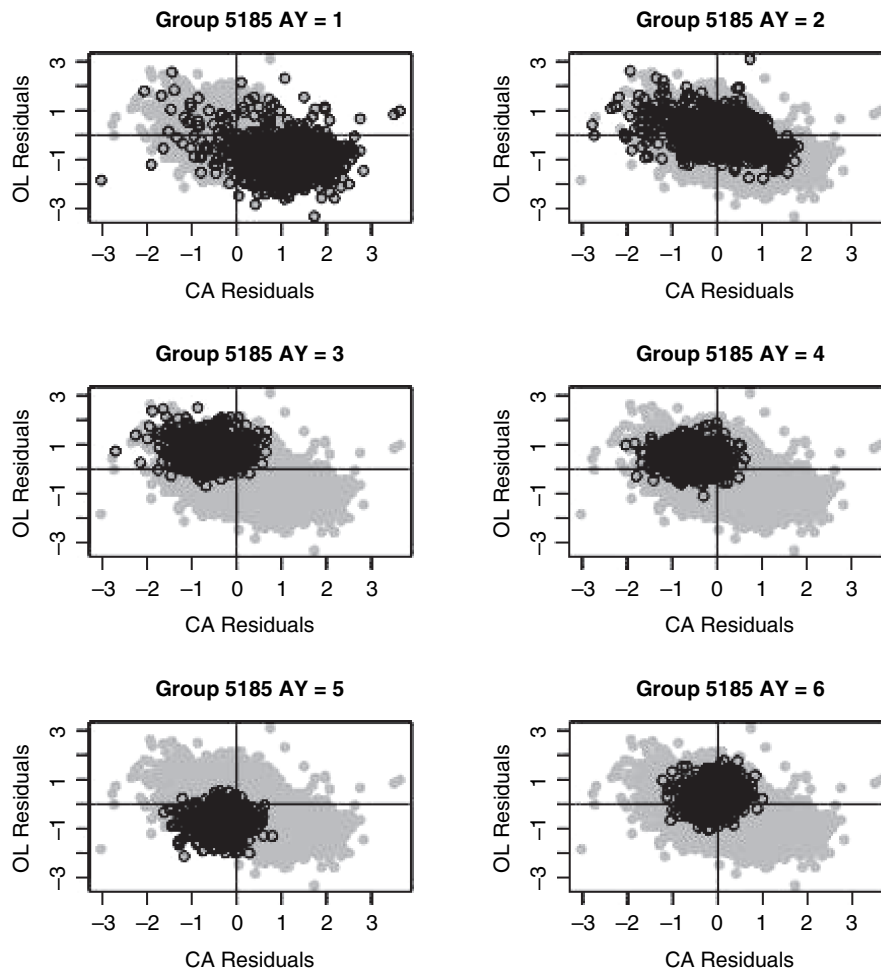 Group 5185 AY = 1
OL Residuals
3
1
−1
−3
−3 −2 −1 0 1 2 3
CA Residuals
Group 5185 AY = 2
OL Residuals
3
1
−1
−3
−3 −2 −1 0 1 2 3
CA Residuals
Group 5185 AY = 3
OL Residuals
3
1
−1
−3
−3 −2 −1 0 1 2 3
CA Residuals
Group 5185 AY = 4
OL Residuals
3
1
−1
−3
−3 −2 −1 0 1 2 3
CA Residuals
Group 5185 AY = 5
OL Residuals
3
1
−1
−3
−3 −2 −1 0 1 2 3
CA Residuals
Group 5185 AY = 6
OL Residuals
3
1
−1
−3
−3 −2 −1 0 1 2 3
CA Residuals